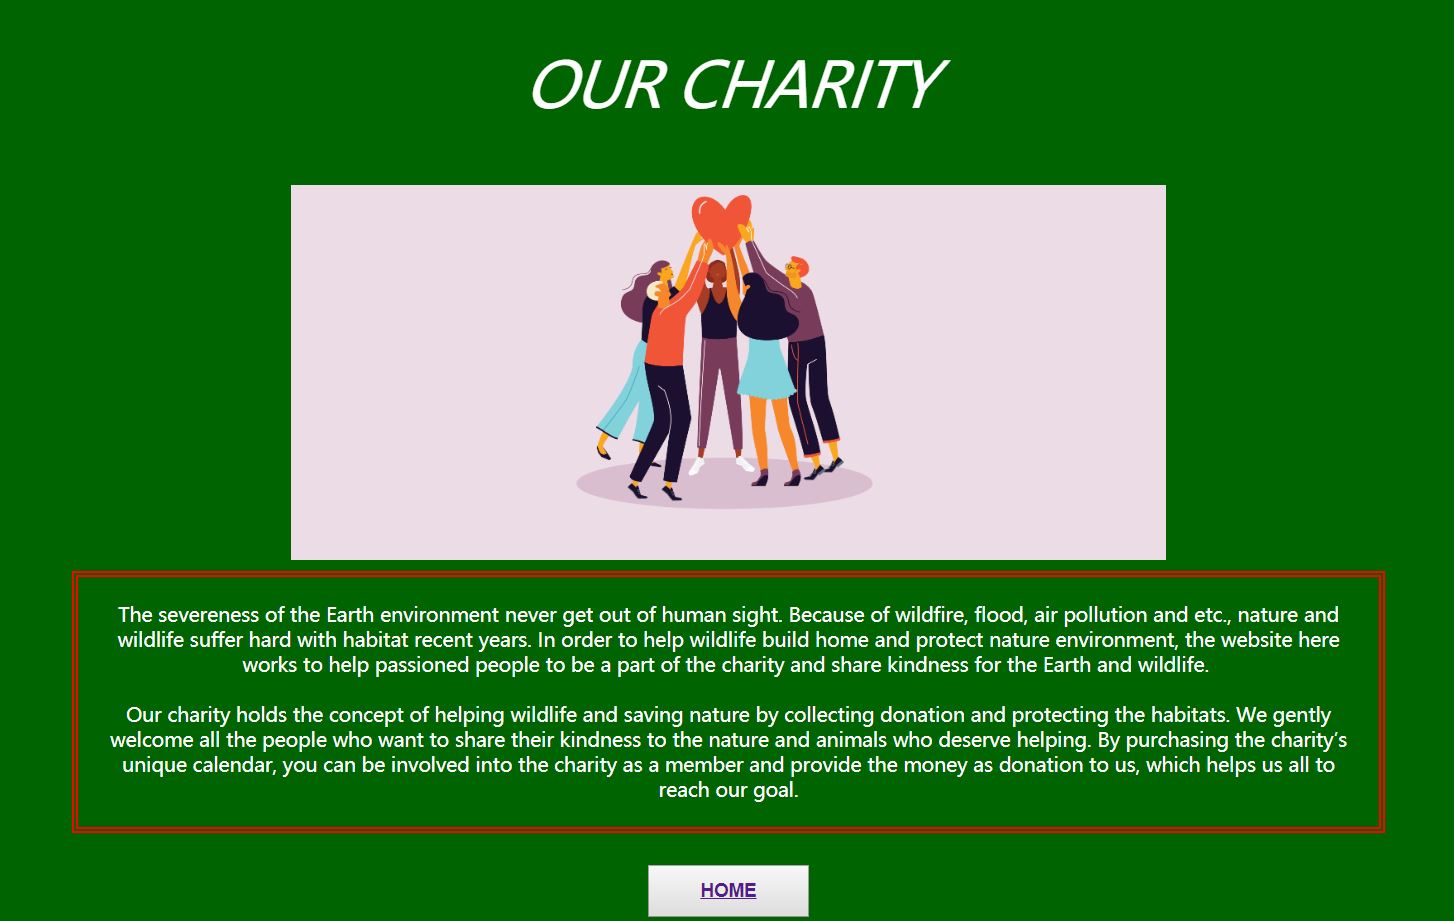 OUR CHARITY
The severeness of the Earth environment never get out of human sight. Because of wildfire, flood, air pollution and etc., nature and
wildlife suffer hard with habitat recent years. In order to help wildlife build home and protect nature environment, the website here
works to help passioned people to be a part of the charity and share kindness for the Earth and wildlife.
Our charity holds the concept of helping wildlife and saving nature by collecting donation and protecting the habitats. We gently
welcome all the people who want to share their kindness to the nature and animals who deserve helping. By purchasing the charity’s
unique calendar, you can be involved into the charity as a member and provide the money as donation to us, which helps us all to
reach our goal.
HOME